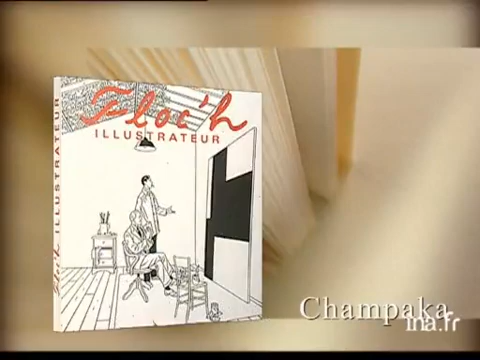 Floc'h
ILLUSTRATEUR
Floc'h ILLUSTRATEUR
Champaka
ina.fr